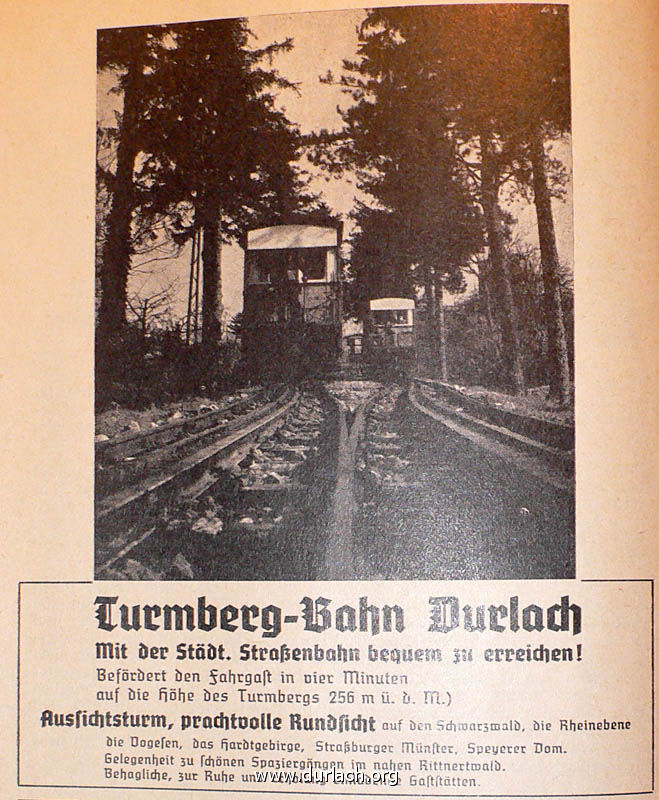 Turmberg-Bahn Durlach
Mit der Städt. Straßenbahn bequem zu erreichen!
Befördert den Fahrgast in vier Minuten
auf die Höhe des Turmbergs 256 m ü. d. M.)
Aussichtsturm, prachtvolle Rundsicht auf den Schwarzwald, die Rheinebene
die Vogesen, das Hardtgebirge, Straßburger Münster, Speyerer Dom.
Gelegenheit zu schönen Spaziergängen im nahen Rittnertwald.
Behagliche, zur Ruhe Gaststätten.
www.durlach.org